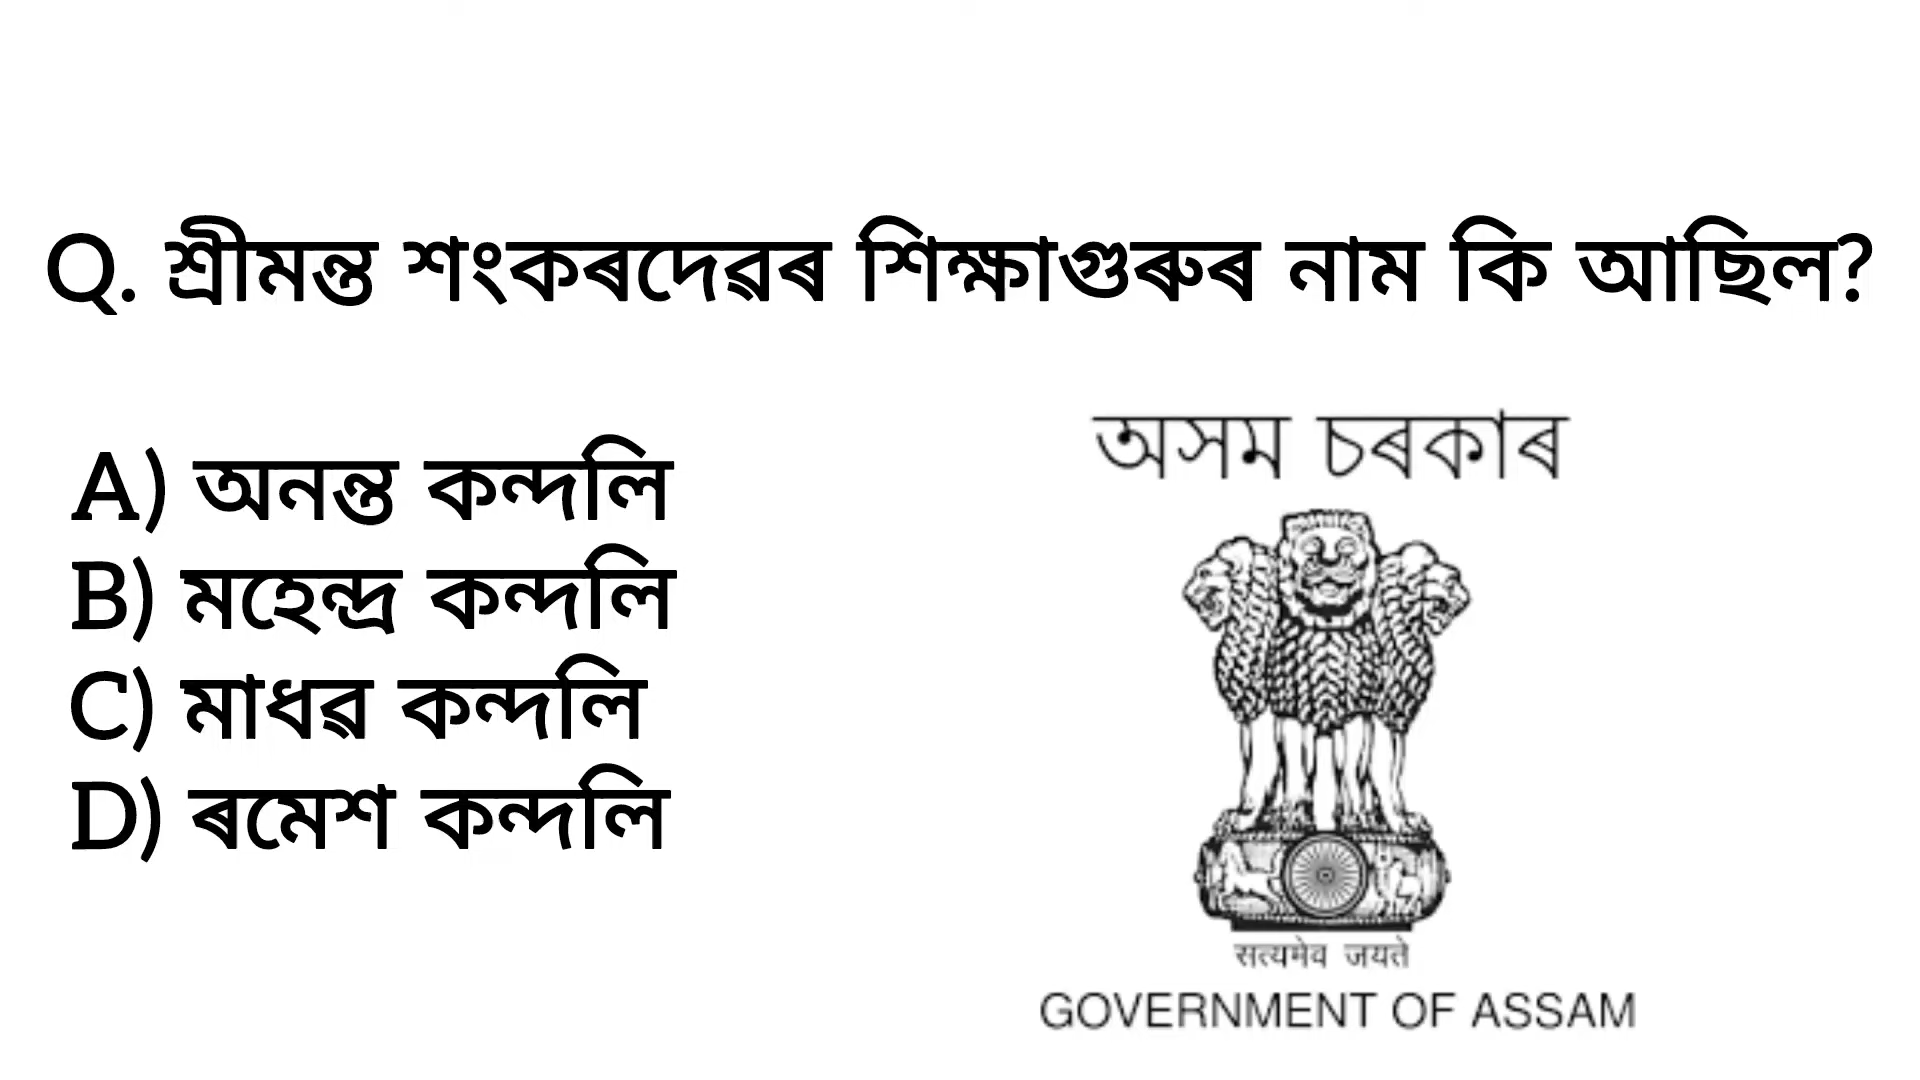 Q. শ্ৰীমন্ত শংকৰদেৱৰ শিক্ষাগুৰুৰ নাম কি আছিল?
A) অনন্ত কন্দলি
B) মহেন্দ্ৰ কন্দলি
C) মাধৱ কন্দলি
D) ৰমেশ কন্দলি
অসম চৰকাৰ
सत्यमेव जयते
GOVERNMENT OF ASSAM